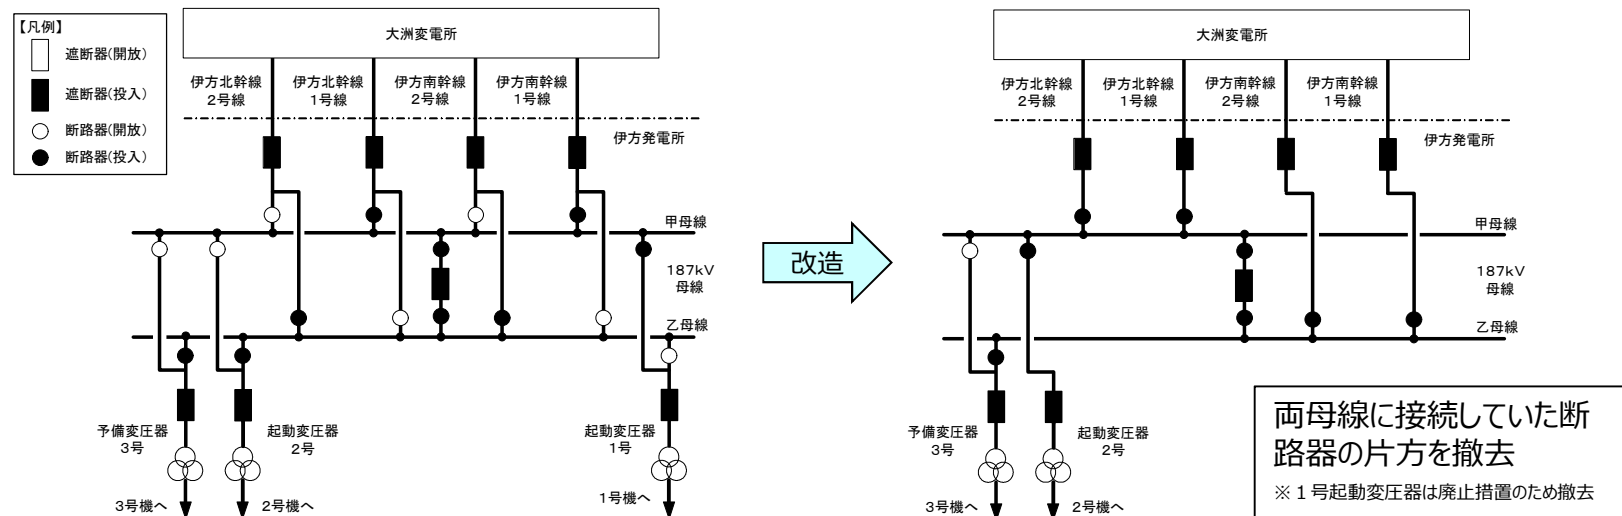 【凡例】
遮断器(開放)
遮断器(投入)
断路器(開放)
断路器(投入)
大洲変電所
伊方北幹線
2号線
伊方北幹線
1号線
伊方南幹線
2号線
伊方南幹線
1号線
伊方発電所
甲母線
187kV
母線
乙母線
予備変圧器
3号
起動変圧器
2号
起動変圧器
1号
3号機へ
2号機へ
1号機へ
改造
大洲変電所
伊方北幹線
2号線
伊方北幹線
1号線
伊方南幹線
2号線
伊方南幹線
1号線
伊方発電所
甲母線
187kV
母線
乙母線
予備変圧器
3号
起動変圧器
2号
3号機へ
2号機へ
両母線に接続していた断
路器の片方を撤去
※1号起動変圧器は廃止措置のため撤去